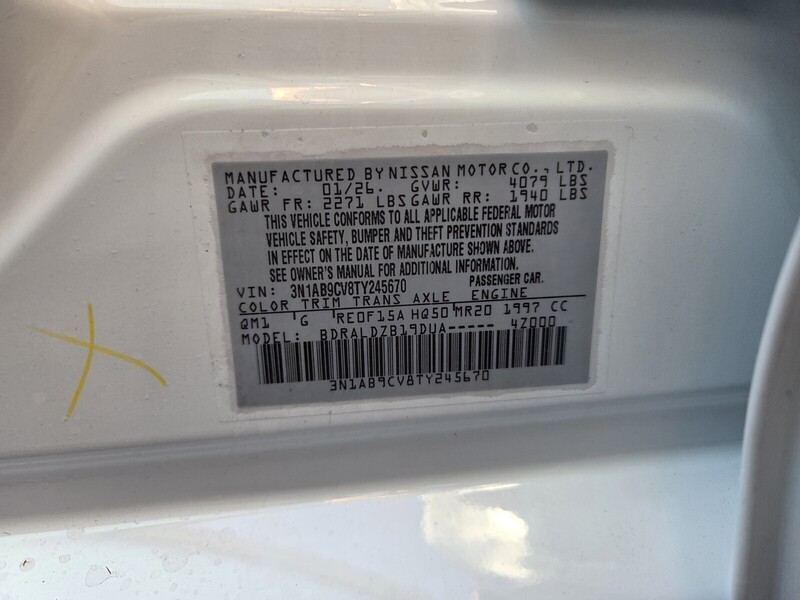 MANUFACTURED BY NISSAN MOTOR CO., LTD.
DATE: 01/26. GVWR: 4079 LBS
GAWR FR: 2271 LBS GAWR RR: 1940 LBS
THIS VEHICLE CONFORMS TO ALL APPLICABLE FEDERAL MOTOR
VEHICLE SAFETY, BUMPER AND THEFT PREVENTION STANDARDS
IN EFFECT ON THE DATE OF MANUFACTURE SHOWN ABOVE.
SEE OWNER'S MANUAL FOR ADDITIONAL INFORMATION.
VIN: 3N1AB9CV8TY245670 PASSENGER CAR.
COLOR TRIM TRANS AXLE ENGINE
QM1 G RE0F15A HQ50 MR20 1997 CC
MODEL: BDRALDZB19DUA----- 4Z000
3N1AB9CV8TY245670